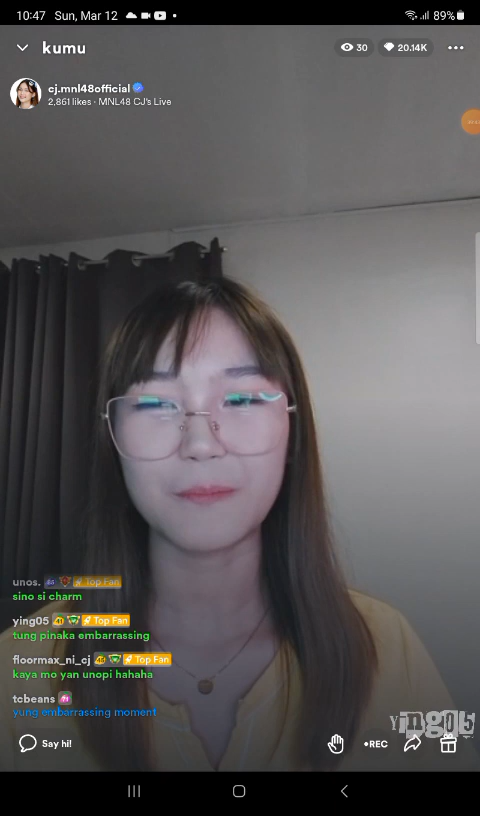 10:47 Sun, Mar 12 89%
kumu 30 20.14K
cj.mnl48official
2,861 likes · MNL48 CJ's Live
unos. Top Fan
sino si charm
ying05 Top Fan
tung pinaka embarrassing
floormax_ni_cj Top Fan
kaya mo yan unopi hahaha
tcbeans
yung embarrassing moment
Ying05
Say hi! •REC